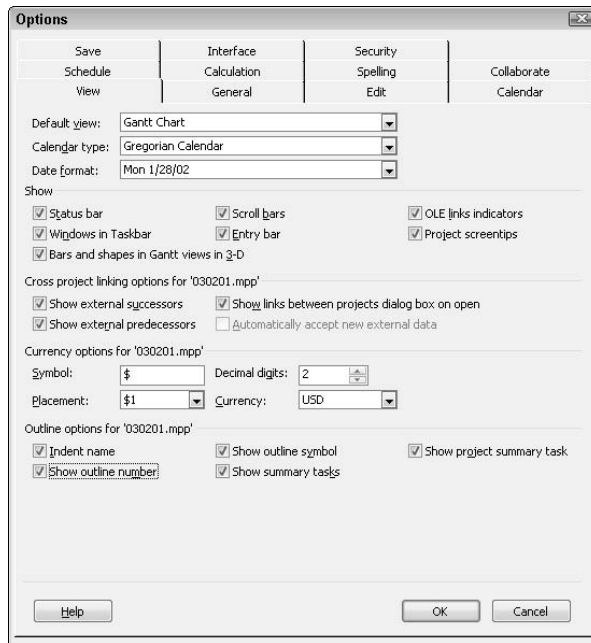 Options
Save Interface Security
Schedule Calculation Spelling Collaborate
View General Edit Calendar
Default view: Gantt Chart
Calendar type: Gregorian Calendar
Date format: Mon 1/28/02
Show
Status bar Scroll bars OLE links indicators
Windows in Taskbar Entry bar Project screentips
Bars and shapes in Gantt views in 3-D
Cross project linking options for '030201.mpp'
Show external successors Show links between projects dialog box on open
Show external predecessors Automatically accept new external data
Currency options for '030201.mpp'
Symbol: $ Decimal digits: 2
Placement: $1 Currency: USD
Outline options for '030201.mpp'
Indent name Show outline symbol Show project summary task
Show outline number Show summary tasks
Help OK Cancel